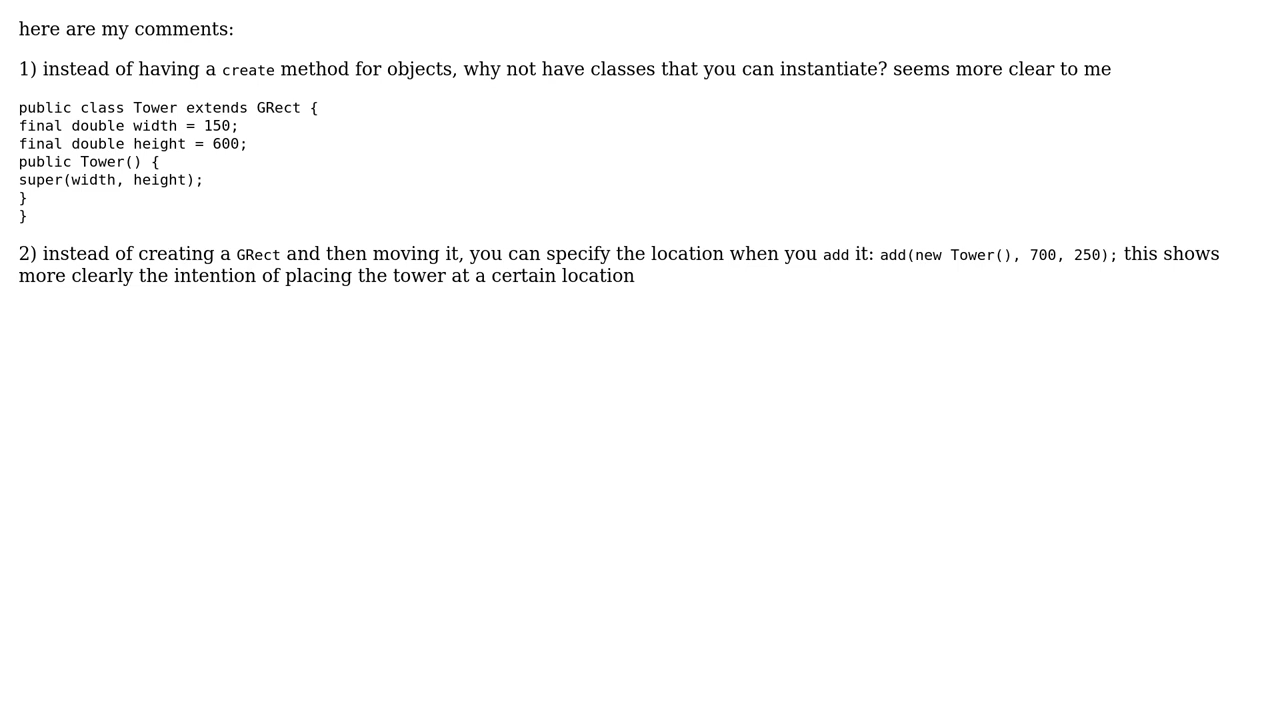 here are my comments:
1) instead of having a create method for objects, why not have classes that you can instantiate? seems more clear to me
public class Tower extends GRect {
final double width = 150;
final double height = 600;
public Tower() {
super(width, height);
}
}
2) instead of creating a GRect and then moving it, you can specify the location when you add it: add(new Tower(), 700, 250); this shows
more clearly the intention of placing the tower at a certain location